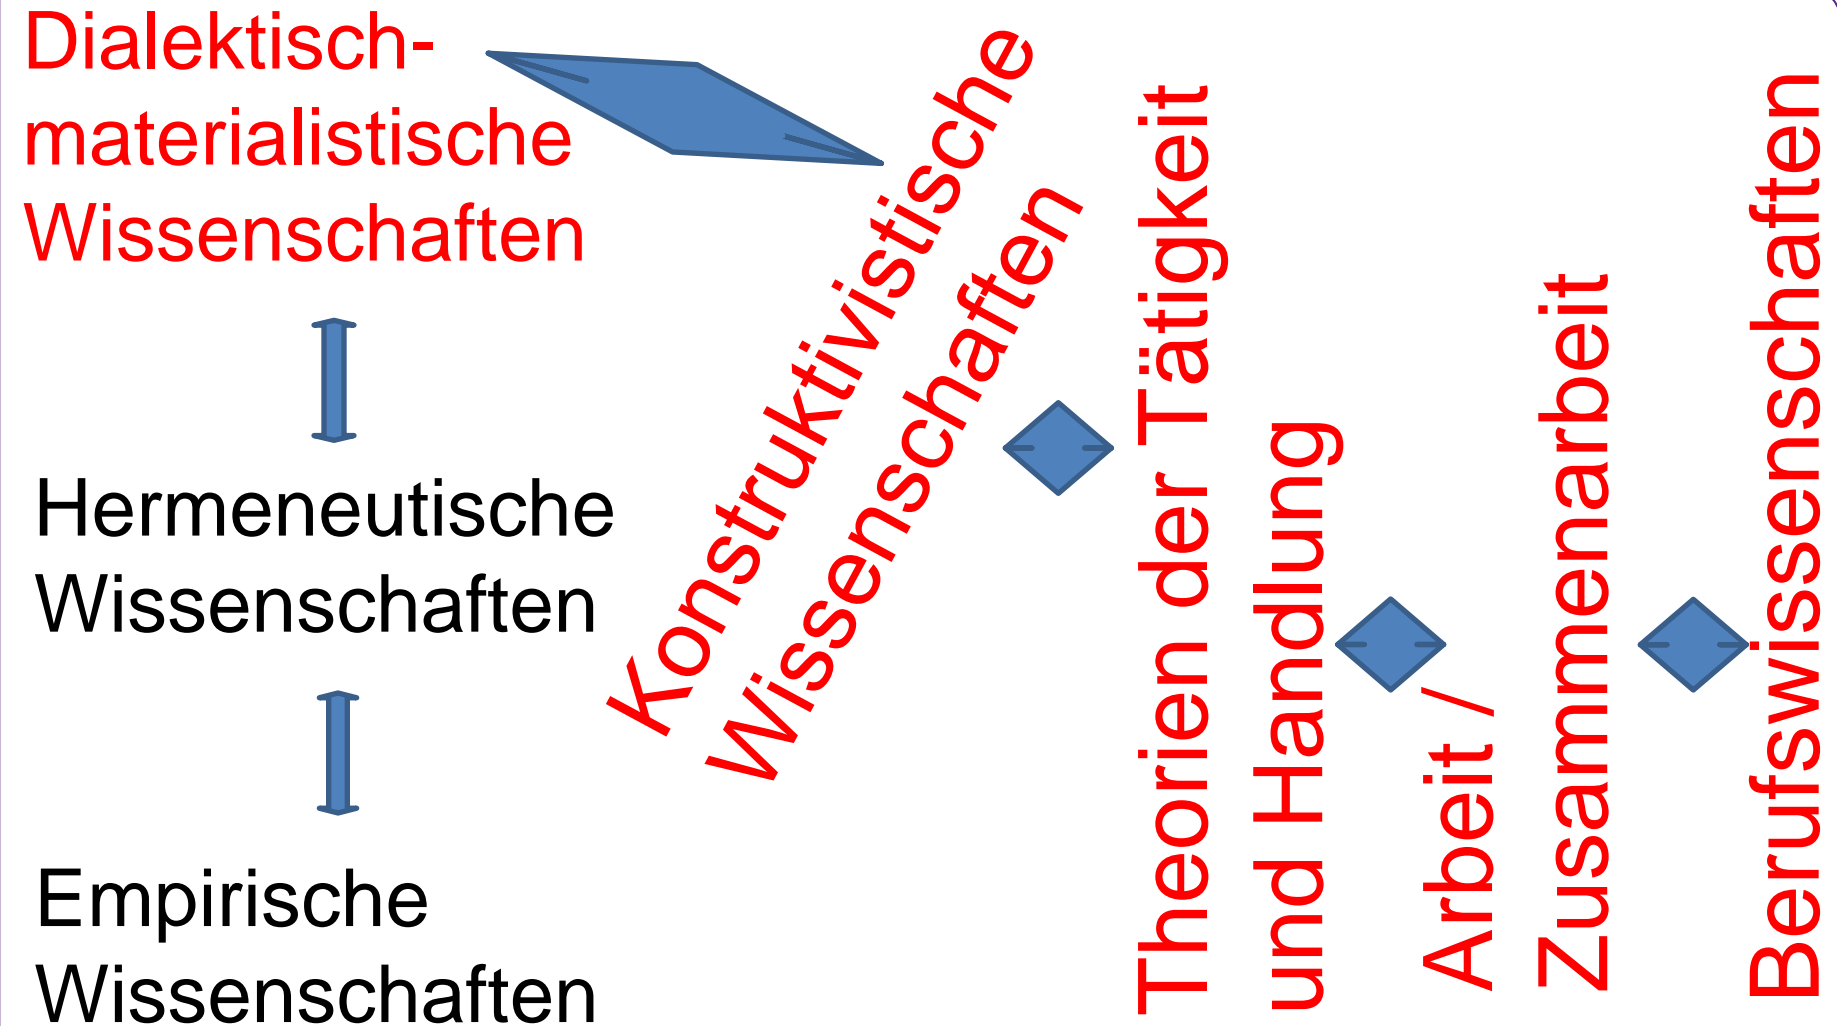 Dialektisch-
materialistische
Wissenschaften
Hermeneutische
Wissenschaften
Empirische
Wissenschaften
Konstruktivistische
Wissenschaften
Theorien der Tätigkeit
und Handlung
Arbeit /
Zusammenarbeit
Berufswissenschaften